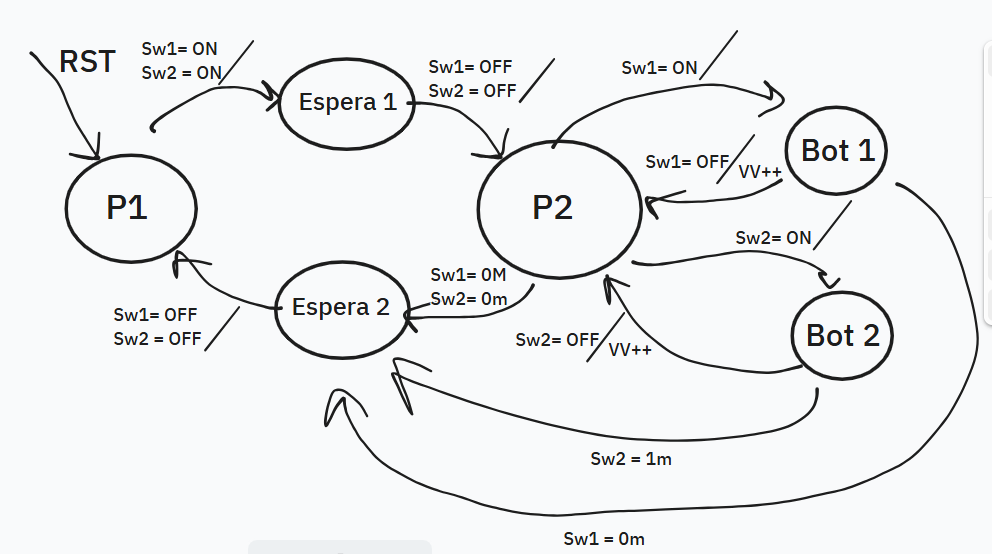 RST
Sw1= ON
Sw2 = ON
Espera 1
Sw1= OFF
Sw2 = OFF
Sw1= ON
Bot 1
P1
P2
Sw1= OFF
VV++
Sw2= ON
Espera 2
Sw1= 0M
Sw2= 0m
Sw1= OFF
Sw2 = OFF
Sw2= OFF
VV++
Bot 2
Sw2 = 1m
Sw1 = 0m